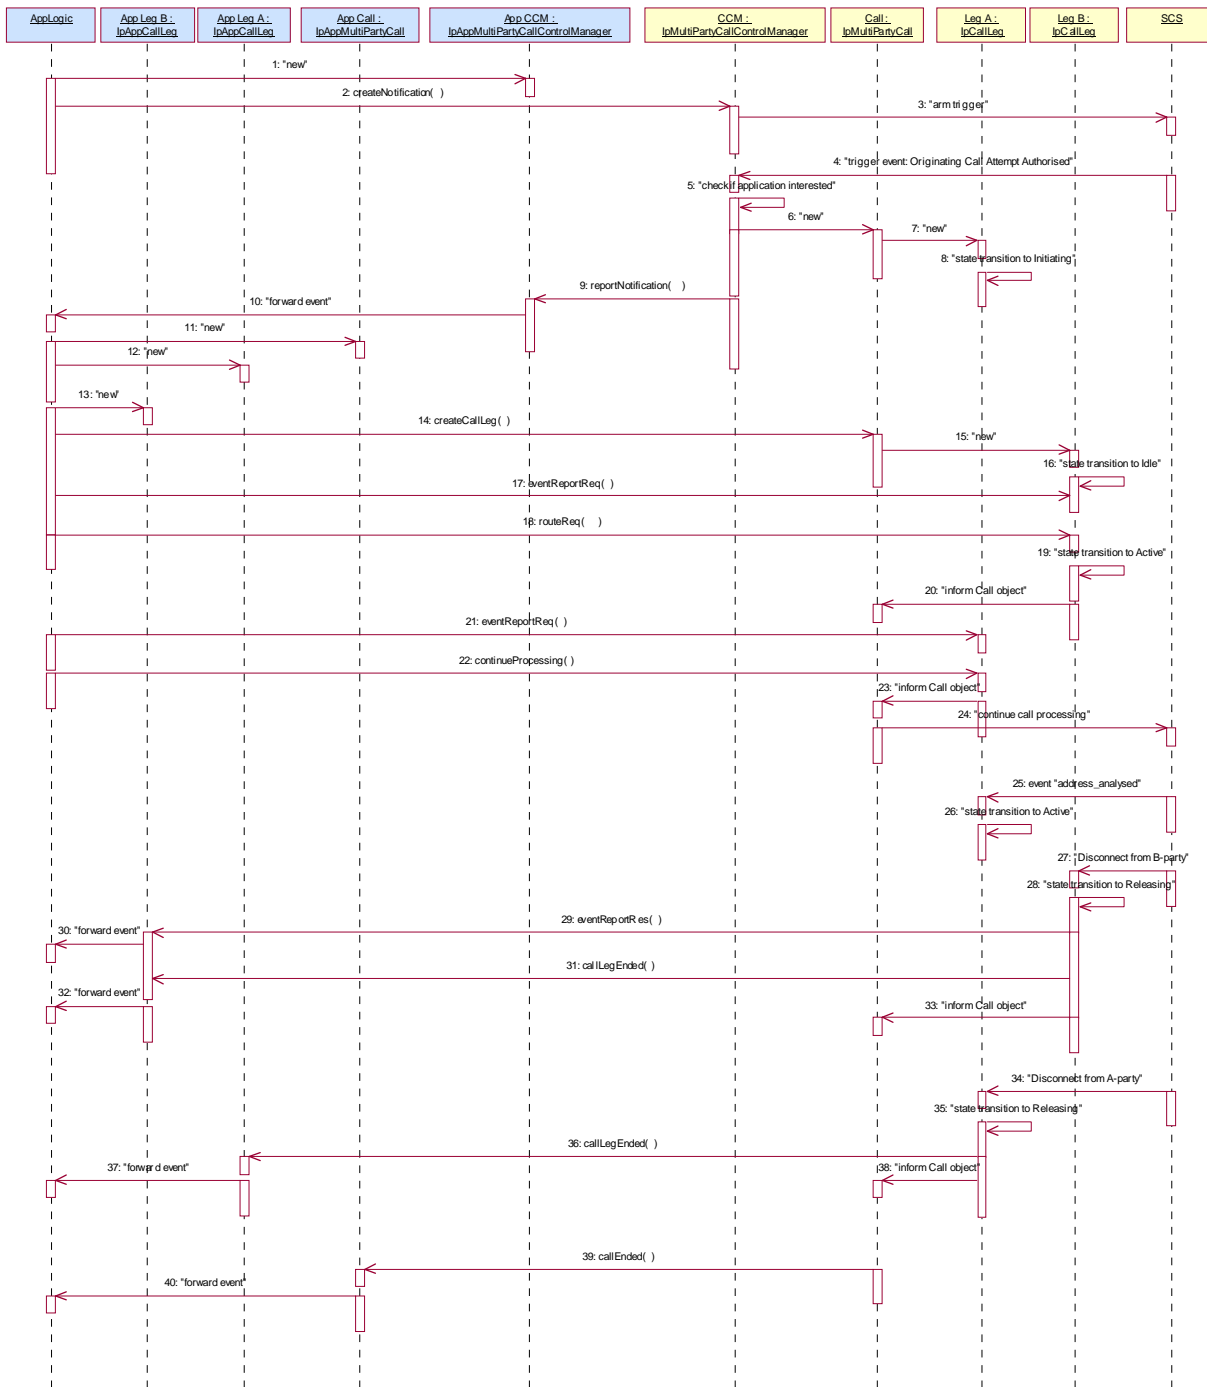 AppLogic
App Leg B :
IpAppCallLeg
App Leg A :
IpAppCallLeg
App Call :
IpAppMultiPartyCall
App CCM :
IpAppMultiPartyCallControlManager
CCM :
IpMultiPartyCallControlManager
Call :
IpMultiPartyCall
Leg A :
IpCallLeg
Leg B :
IpCallLeg
SCS
1: "new"
2: createNotification( )
3: "arm trigger"
4: "trigger event: Originating Call Attempt Authorised"
5: "check if application interested"
6: "new"
7: "new"
8: "state transition to Initiating"
9: reportNotification( )
10: "forward event"
11: "new"
12: "new"
13: "new"
14: createCallLeg( )
15: "new"
16: "state transition to Idle"
17: eventReportReq( )
18: routeReq( )
19: "state transition to Active"
20: "inform Call object"
21: eventReportReq( )
22: continueProcessing( )
23: "inform Call object"
24: "continue call processing"
25: event "address_analysed"
26: "state transition to Active"
27: "Disconnect from B-party"
28: "state transition to Releasing"
29: eventReportRes( )
30: "forward event"
31: callLegEnded( )
32: "forward event"
33: "inform Call object"
34: "Disconnect from A-party"
35: "state transition to Releasing"
36: callLegEnded( )
37: "forward event"
38: "inform Call object"
39: callEnded( )
40: "forward event"